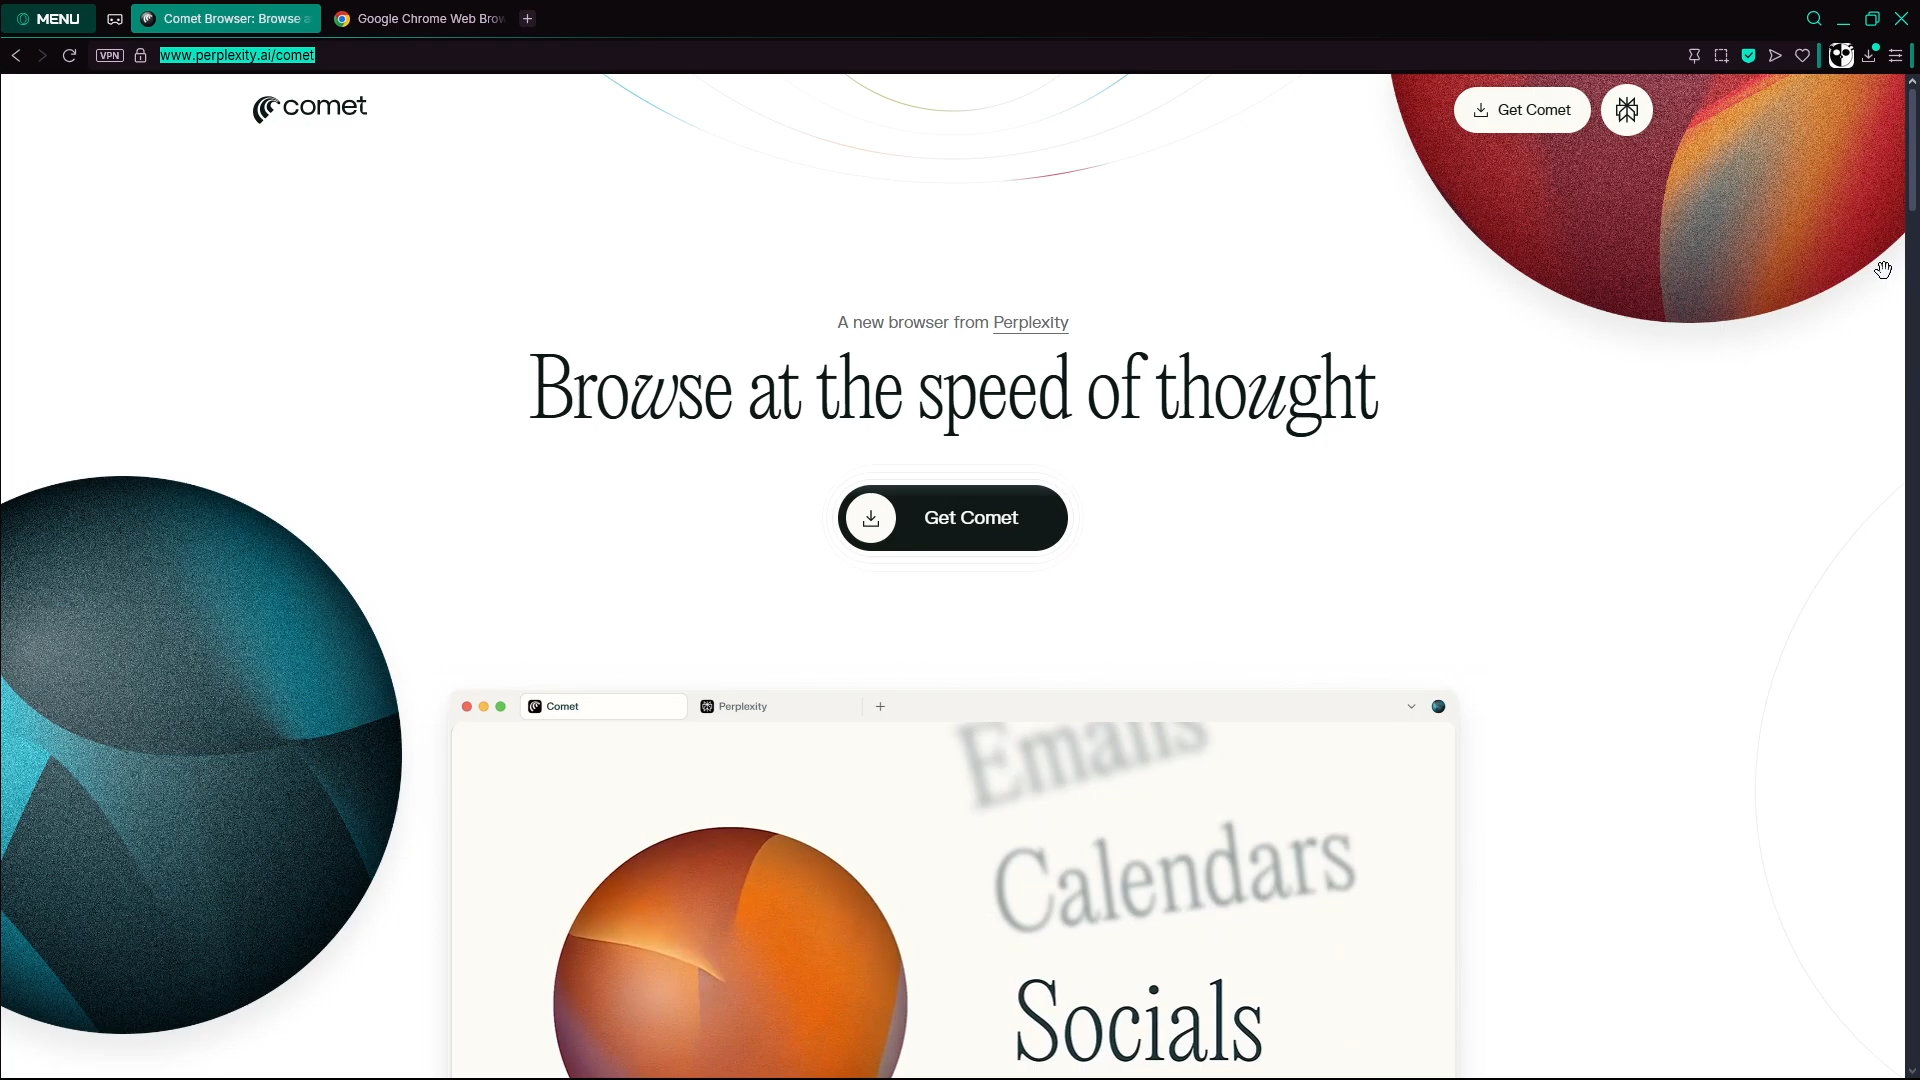 MENU
Comet Browser: Browse a
Google Chrome Web Brow
VPN
www.perplexity.ai/comet
comet
Get Comet
A new browser from Perplexity
Browse at the speed of thought
Get Comet
Comet
Perplexity
Emails
Calendars
Socials